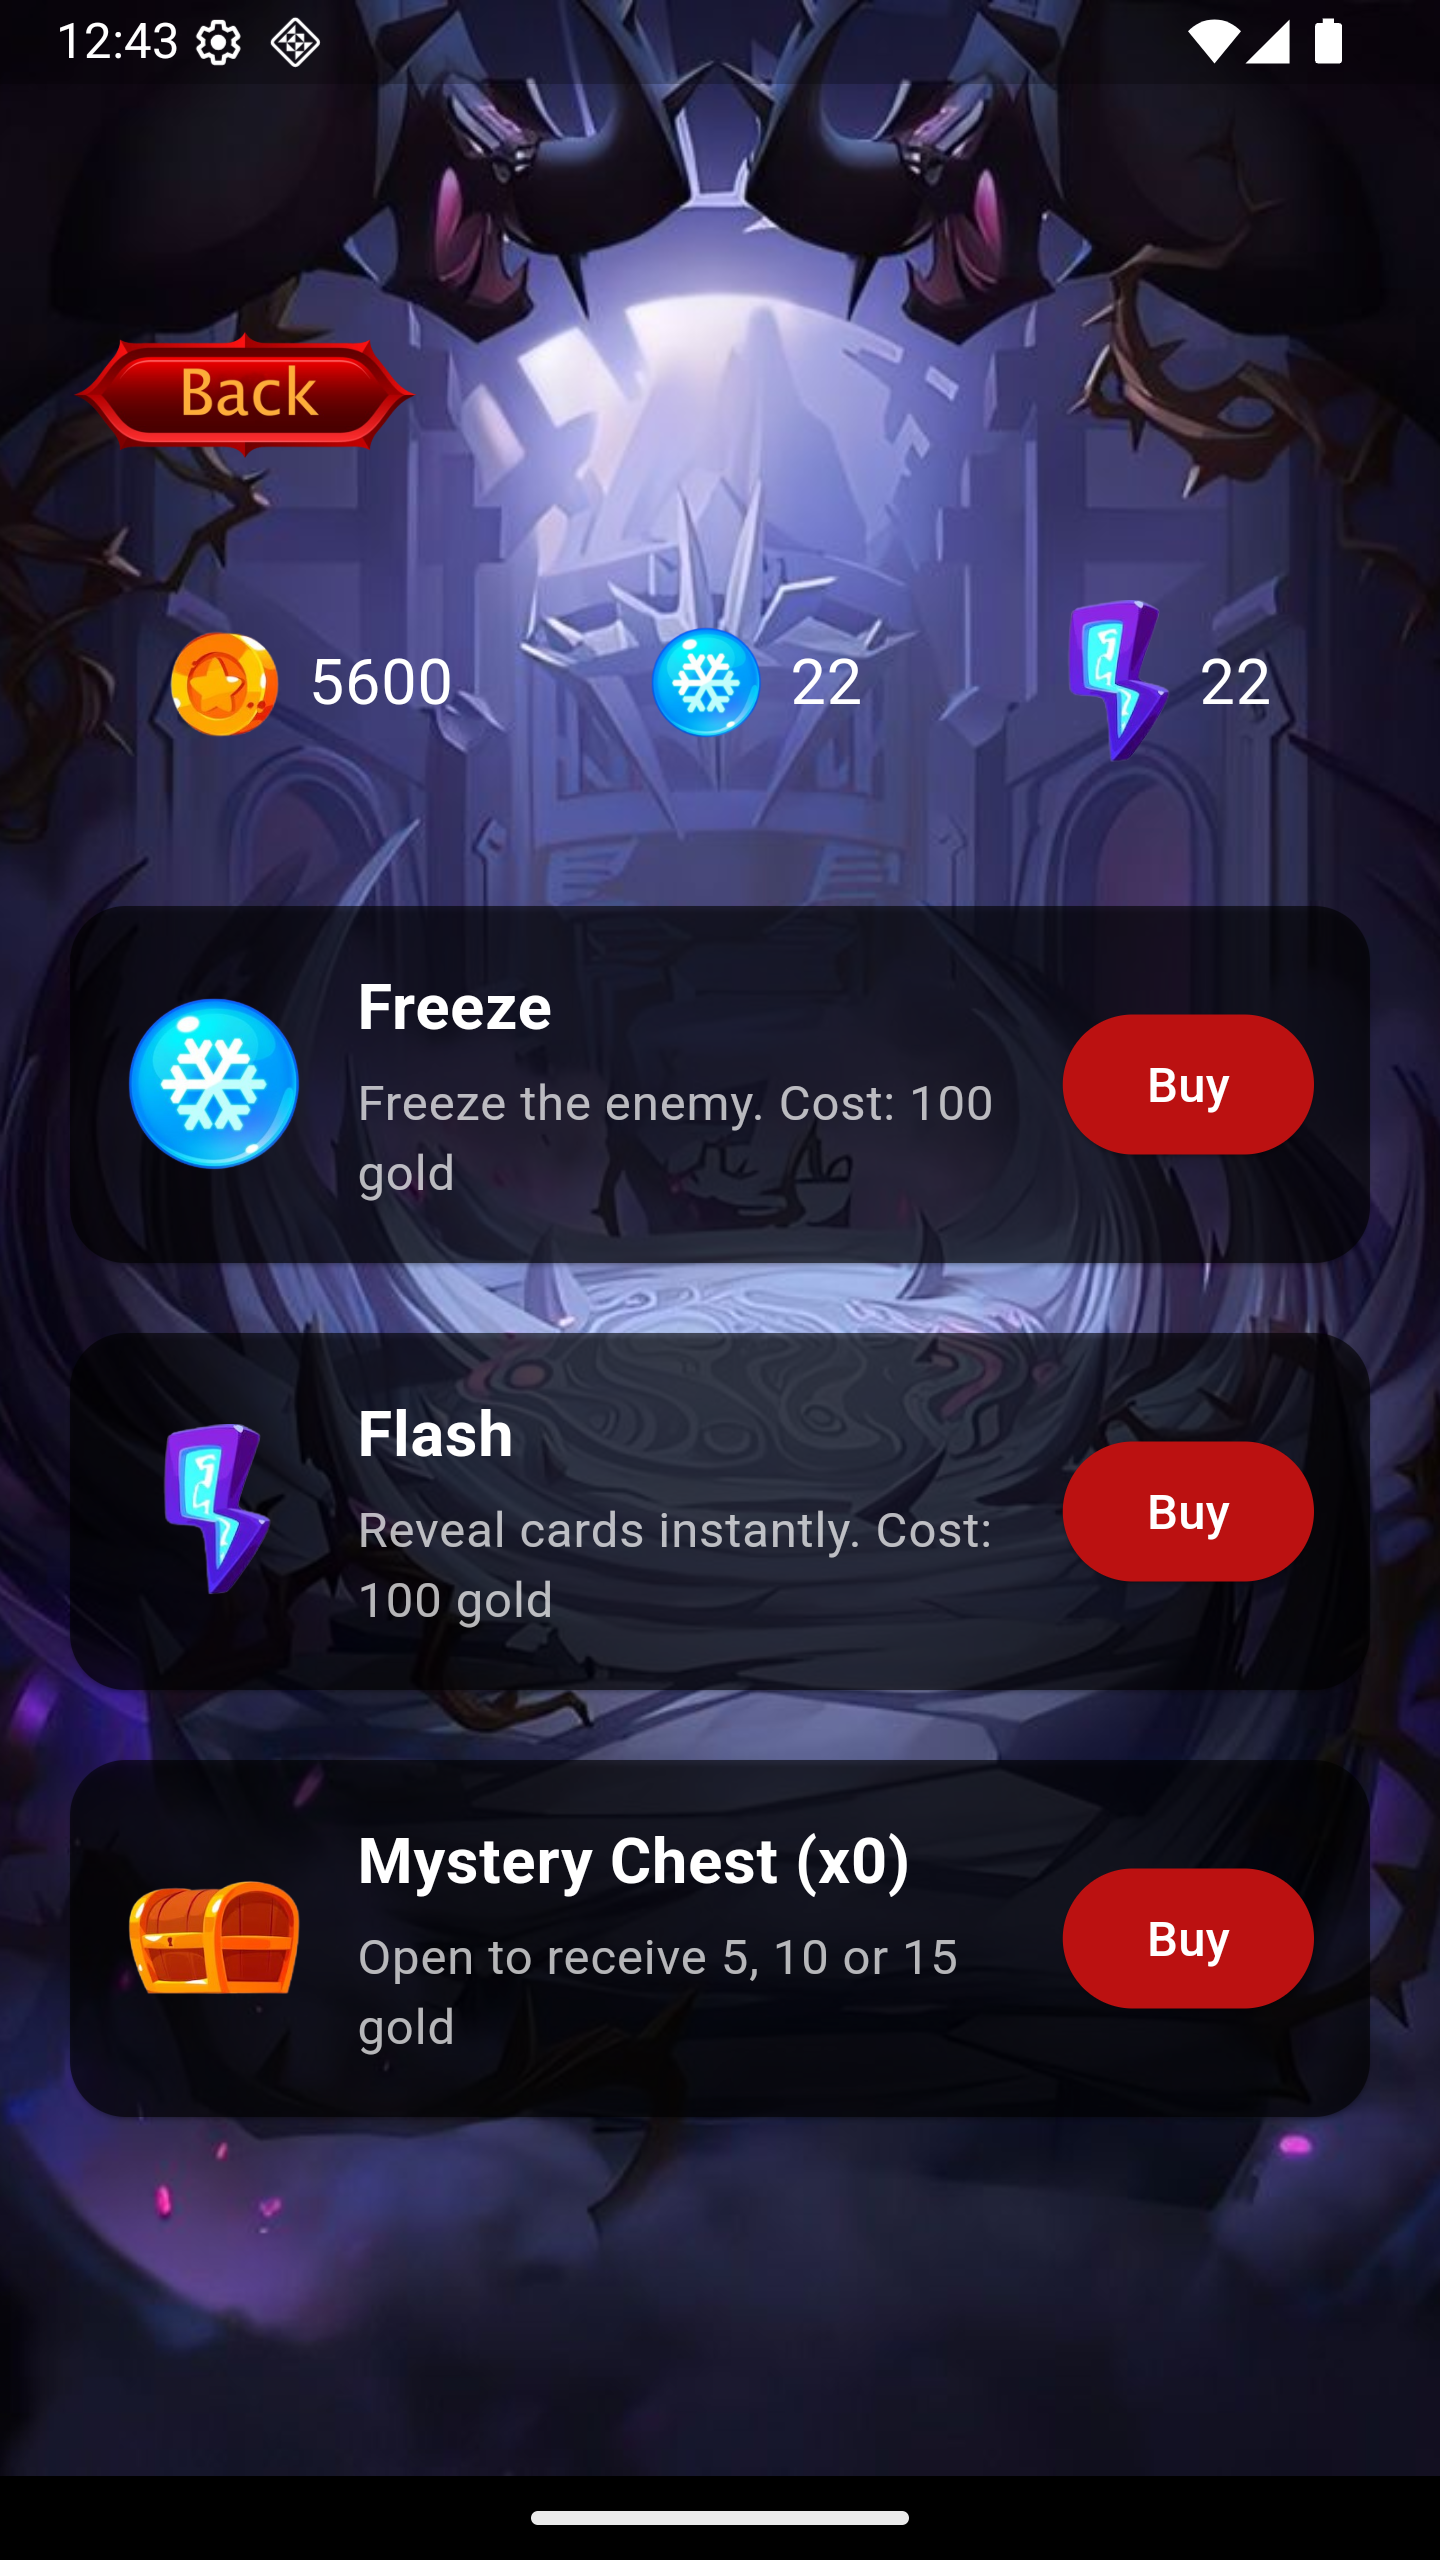 12:43
Back
5600
22
22
Freeze
Freeze the enemy. Cost: 100
gold
Buy
Flash
Reveal cards instantly. Cost:
100 gold
Buy
Mystery Chest (x0)
Open to receive 5, 10 or 15
gold
Buy